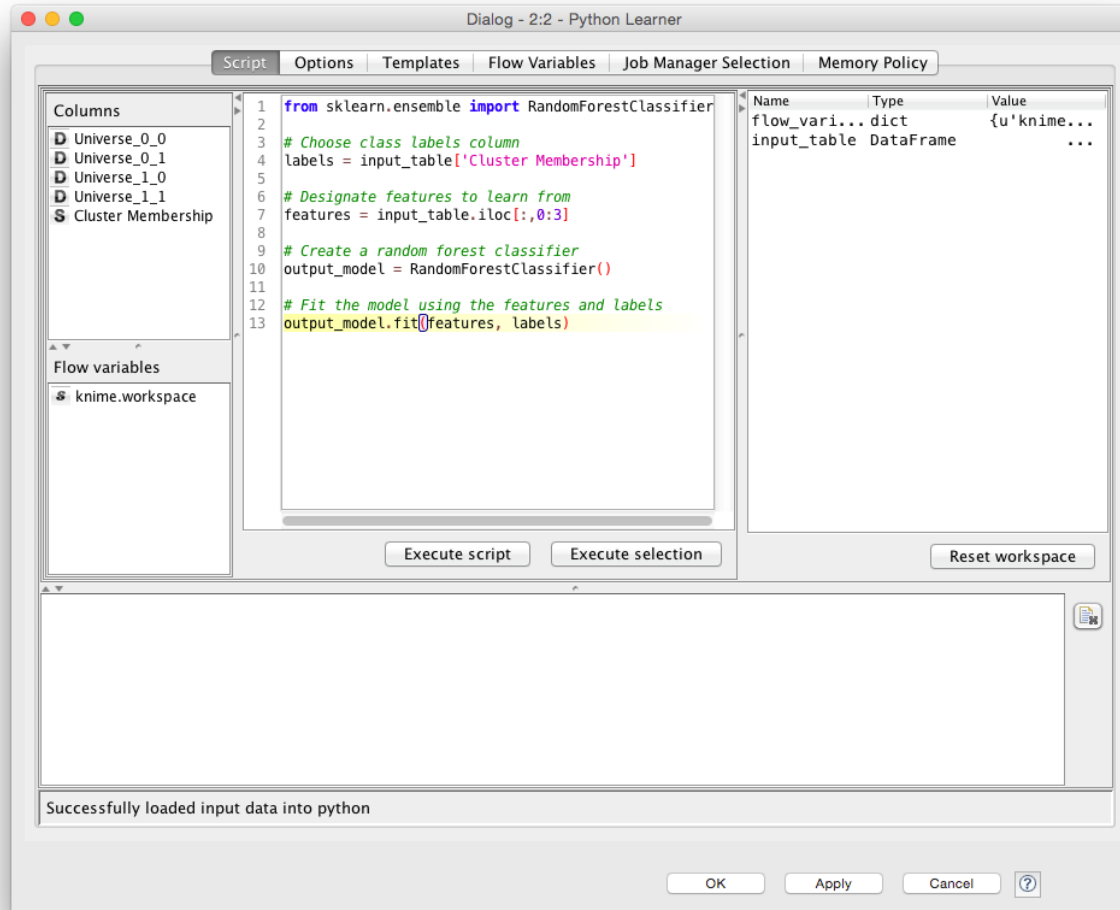 Dialog - 2:2 - Python Learner
Script Options Templates Flow Variables Job Manager Selection Memory Policy
Columns
D Universe_0_0
D Universe_0_1
D Universe_1_0
D Universe_1_1
S Cluster Membership
Flow variables
s knime.workspace
1 from sklearn.ensemble import RandomForestClassifier
2
3 # Choose class labels column
4 labels = input_table['Cluster Membership']
5
6 # Designate features to learn from
7 features = input_table.iloc[:,0:3]
8
9 # Create a random forest classifier
10 output_model = RandomForestClassifier()
11
12 # Fit the model using the features and labels
13 output_model.fit(features, labels)
Execute script Execute selection
Name Type Value
flow_vari... dict {u'knime...
input_table DataFrame ...
Reset workspace
Successfully loaded input data into python
OK Apply Cancel ?